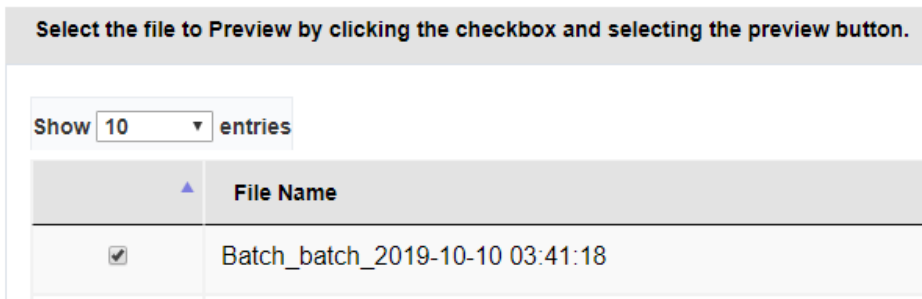 Select the file to Preview by clicking the checkbox and selecting the preview button.
Show 10 entries
File Name
Batch_batch_2019-10-10 03:41:18